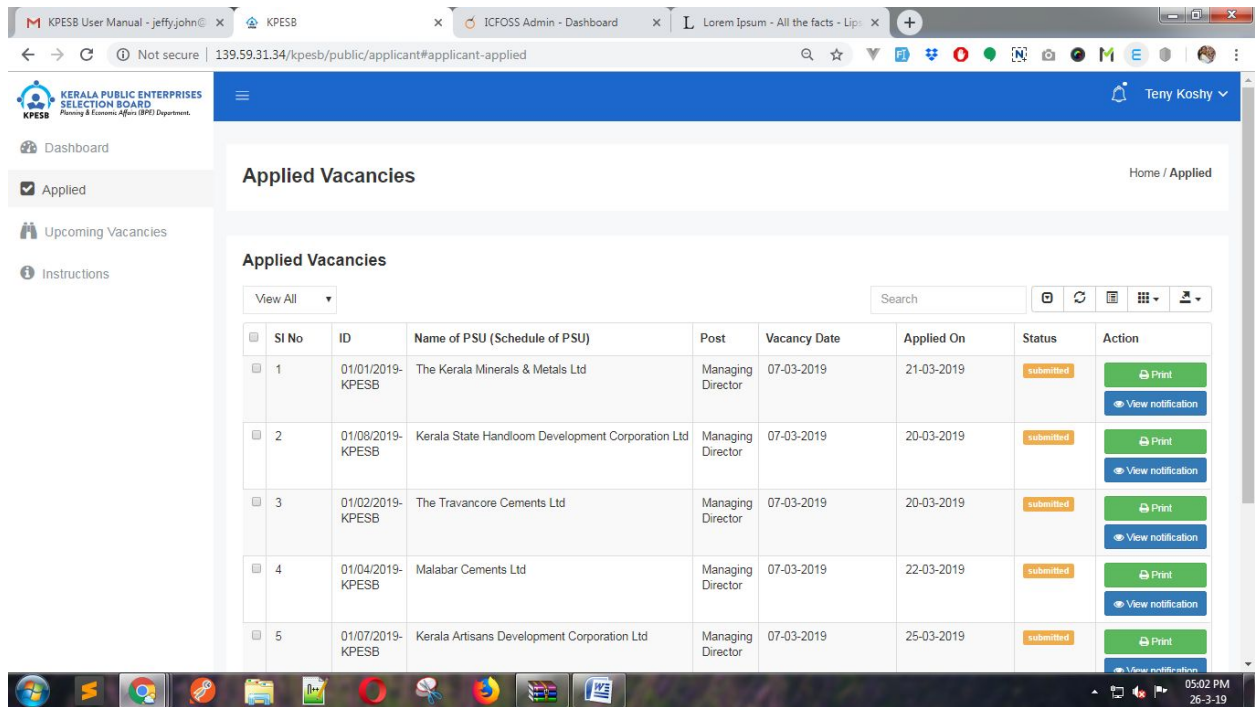 KPESB User Manual - jeffy.john@
KPESB
ICFOSS Admin - Dashboard
Lorem Ipsum - All the facts - Lips
Not secure | 139.59.31.34/kpesb/public/applicant#applicant-applied
KERALA PUBLIC ENTERPRISES
SELECTION BOARD
Planning & Economic Affairs (BPE) Department.
KPESB
Teny Koshy
Dashboard
Applied
Upcoming Vacancies
Instructions
Applied Vacancies
Home / Applied
Applied Vacancies
View All
Search
Sl No ID Name of PSU (Schedule of PSU) Post Vacancy Date Applied On Status Action
1 01/01/2019- The Kerala Minerals & Metals Ltd Managing 07-03-2019 21-03-2019 submitted Print
KPESB Director View notification
2 01/08/2019- Kerala State Handloom Development Corporation Ltd Managing 07-03-2019 20-03-2019 submitted Print
KPESB Director View notification
3 01/02/2019- The Travancore Cements Ltd Managing 07-03-2019 20-03-2019 submitted Print
KPESB Director View notification
4 01/04/2019- Malabar Cements Ltd Managing 07-03-2019 22-03-2019 submitted Print
KPESB Director View notification
5 01/07/2019- Kerala Artisans Development Corporation Ltd Managing 07-03-2019 25-03-2019 submitted Print
KPESB Director View notification
05:02 PM
26-3-19